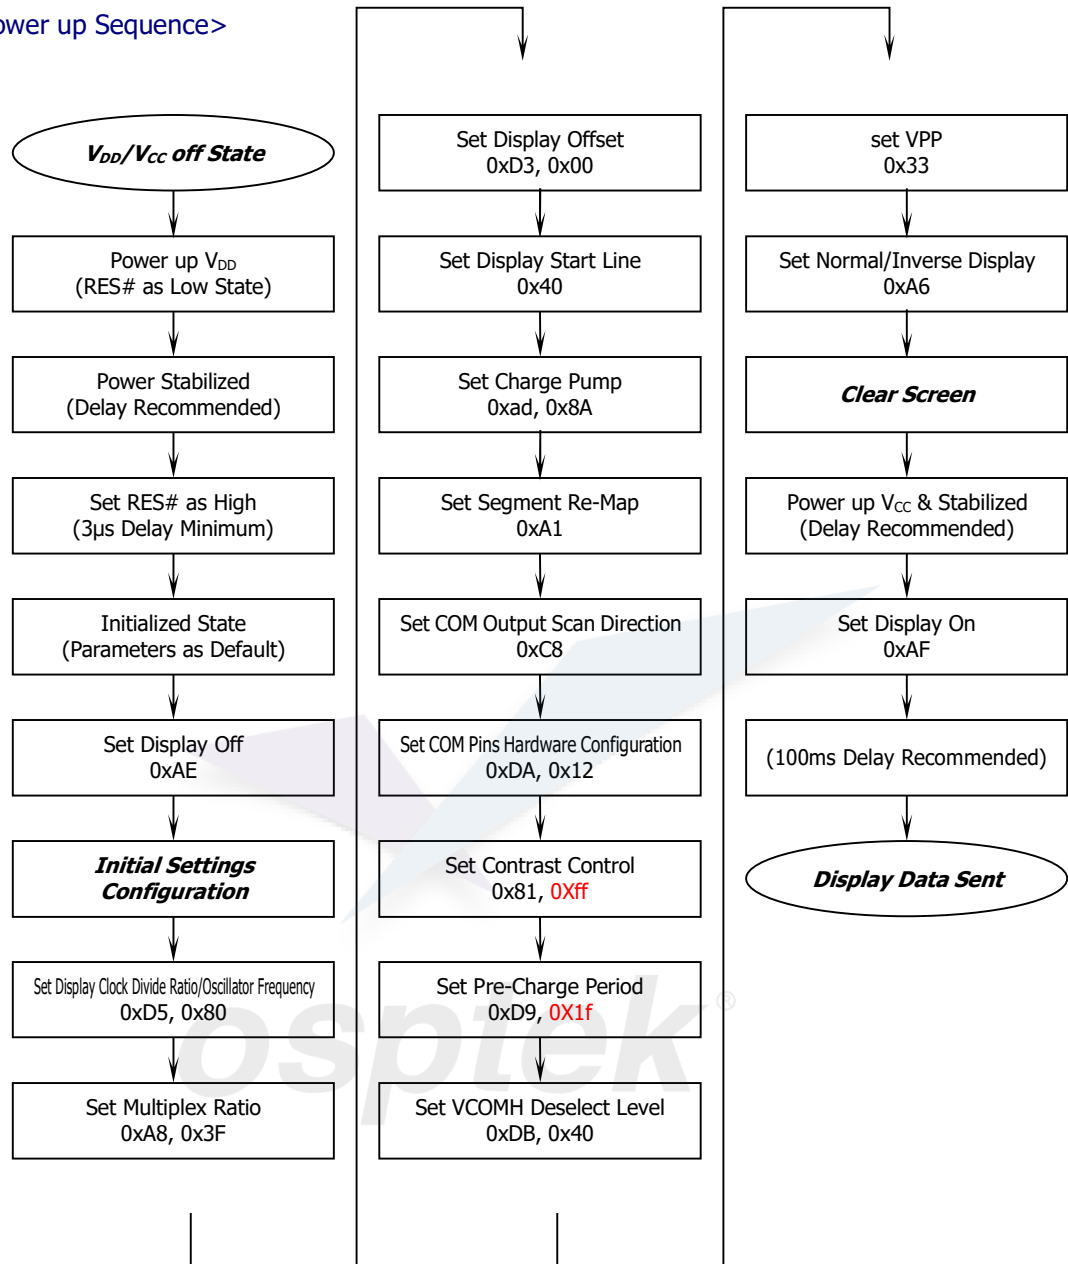 ower up Sequence>
V_DD/V_CC off State
Power up V_DD
(RES# as Low State)
Power Stabilized
(Delay Recommended)
Set RES# as High
(3μs Delay Minimum)
Initialized State
(Parameters as Default)
Set Display Off
0xAE
Initial Settings
Configuration
Set Display Clock Divide Ratio/Oscillator Frequency
0xD5, 0x80
Set Multiplex Ratio
0xA8, 0x3F
Set Display Offset
0xD3, 0x00
Set Display Start Line
0x40
Set Charge Pump
0xad, 0x8A
Set Segment Re-Map
0xA1
Set COM Output Scan Direction
0xC8
Set COM Pins Hardware Configuration
0xDA, 0x12
Set Contrast Control
0x81, 0Xff
Set Pre-Charge Period
0xD9, 0X1f
Set VCOMH Deselect Level
0xDB, 0x40
set VPP
0x33
Set Normal/Inverse Display
0xA6
Clear Screen
Power up V_CC & Stabilized
(Delay Recommended)
Set Display On
0xAF
(100ms Delay Recommended)
Display Data Sent
osptek®